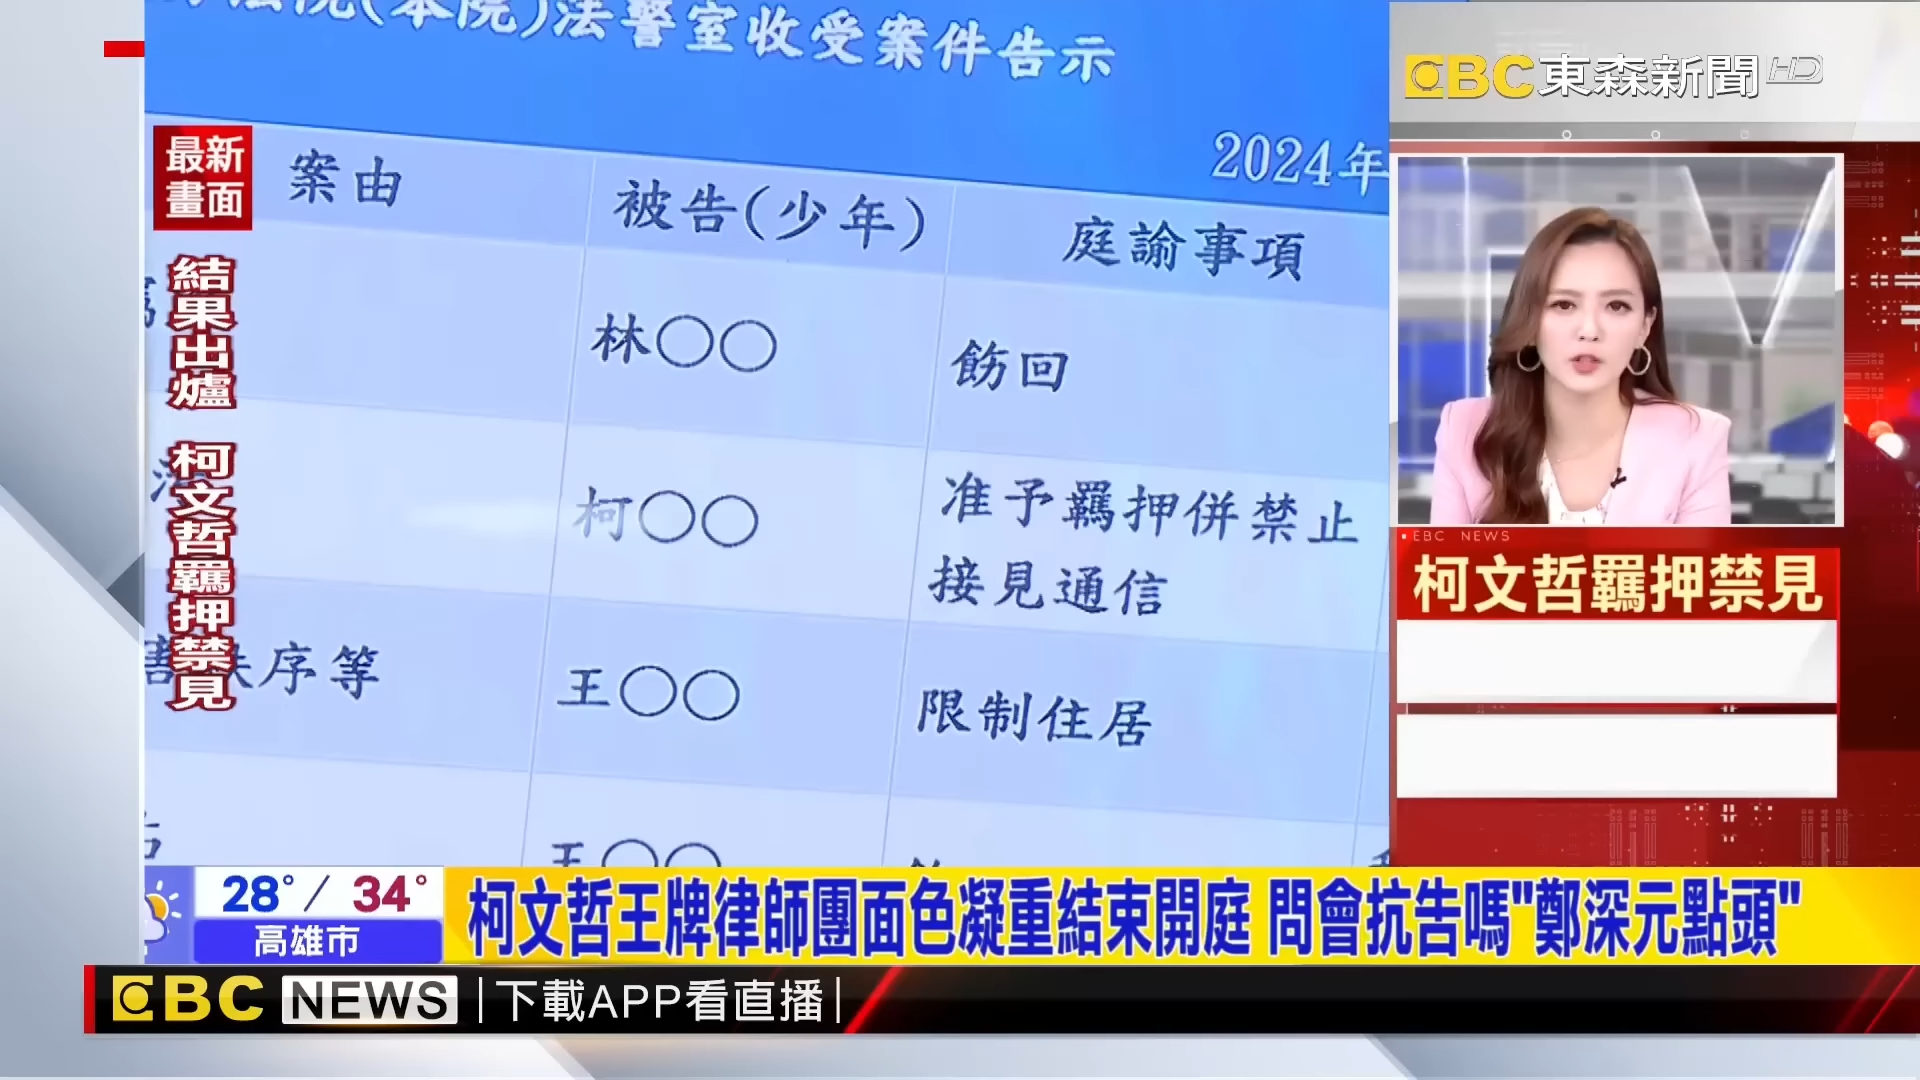 法院(本院)法警室收受案件告示
2024年
案由
被告(少年)
庭諭事項
林○○
飭回
柯○○
准予羈押併禁止
接見通信
秩序等
王○○
限制住居
王○○
最新
畫面
結果出爐 柯文哲羈押禁見
EBC東森新聞HD
EBC NEWS
柯文哲羈押禁見
28°/ 34°
高雄市
柯文哲王牌律師團面色凝重結束開庭 問會抗告嗎"鄭深元點頭"
EBC NEWS |下載APP看直播|